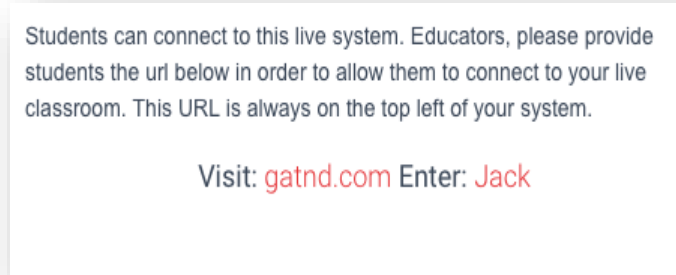 Students can connect to this live system. Educators, please provide
students the url below in order to allow them to connect to your live
classroom. This URL is always on the top left of your system.
Visit: gatnd.com Enter: Jack